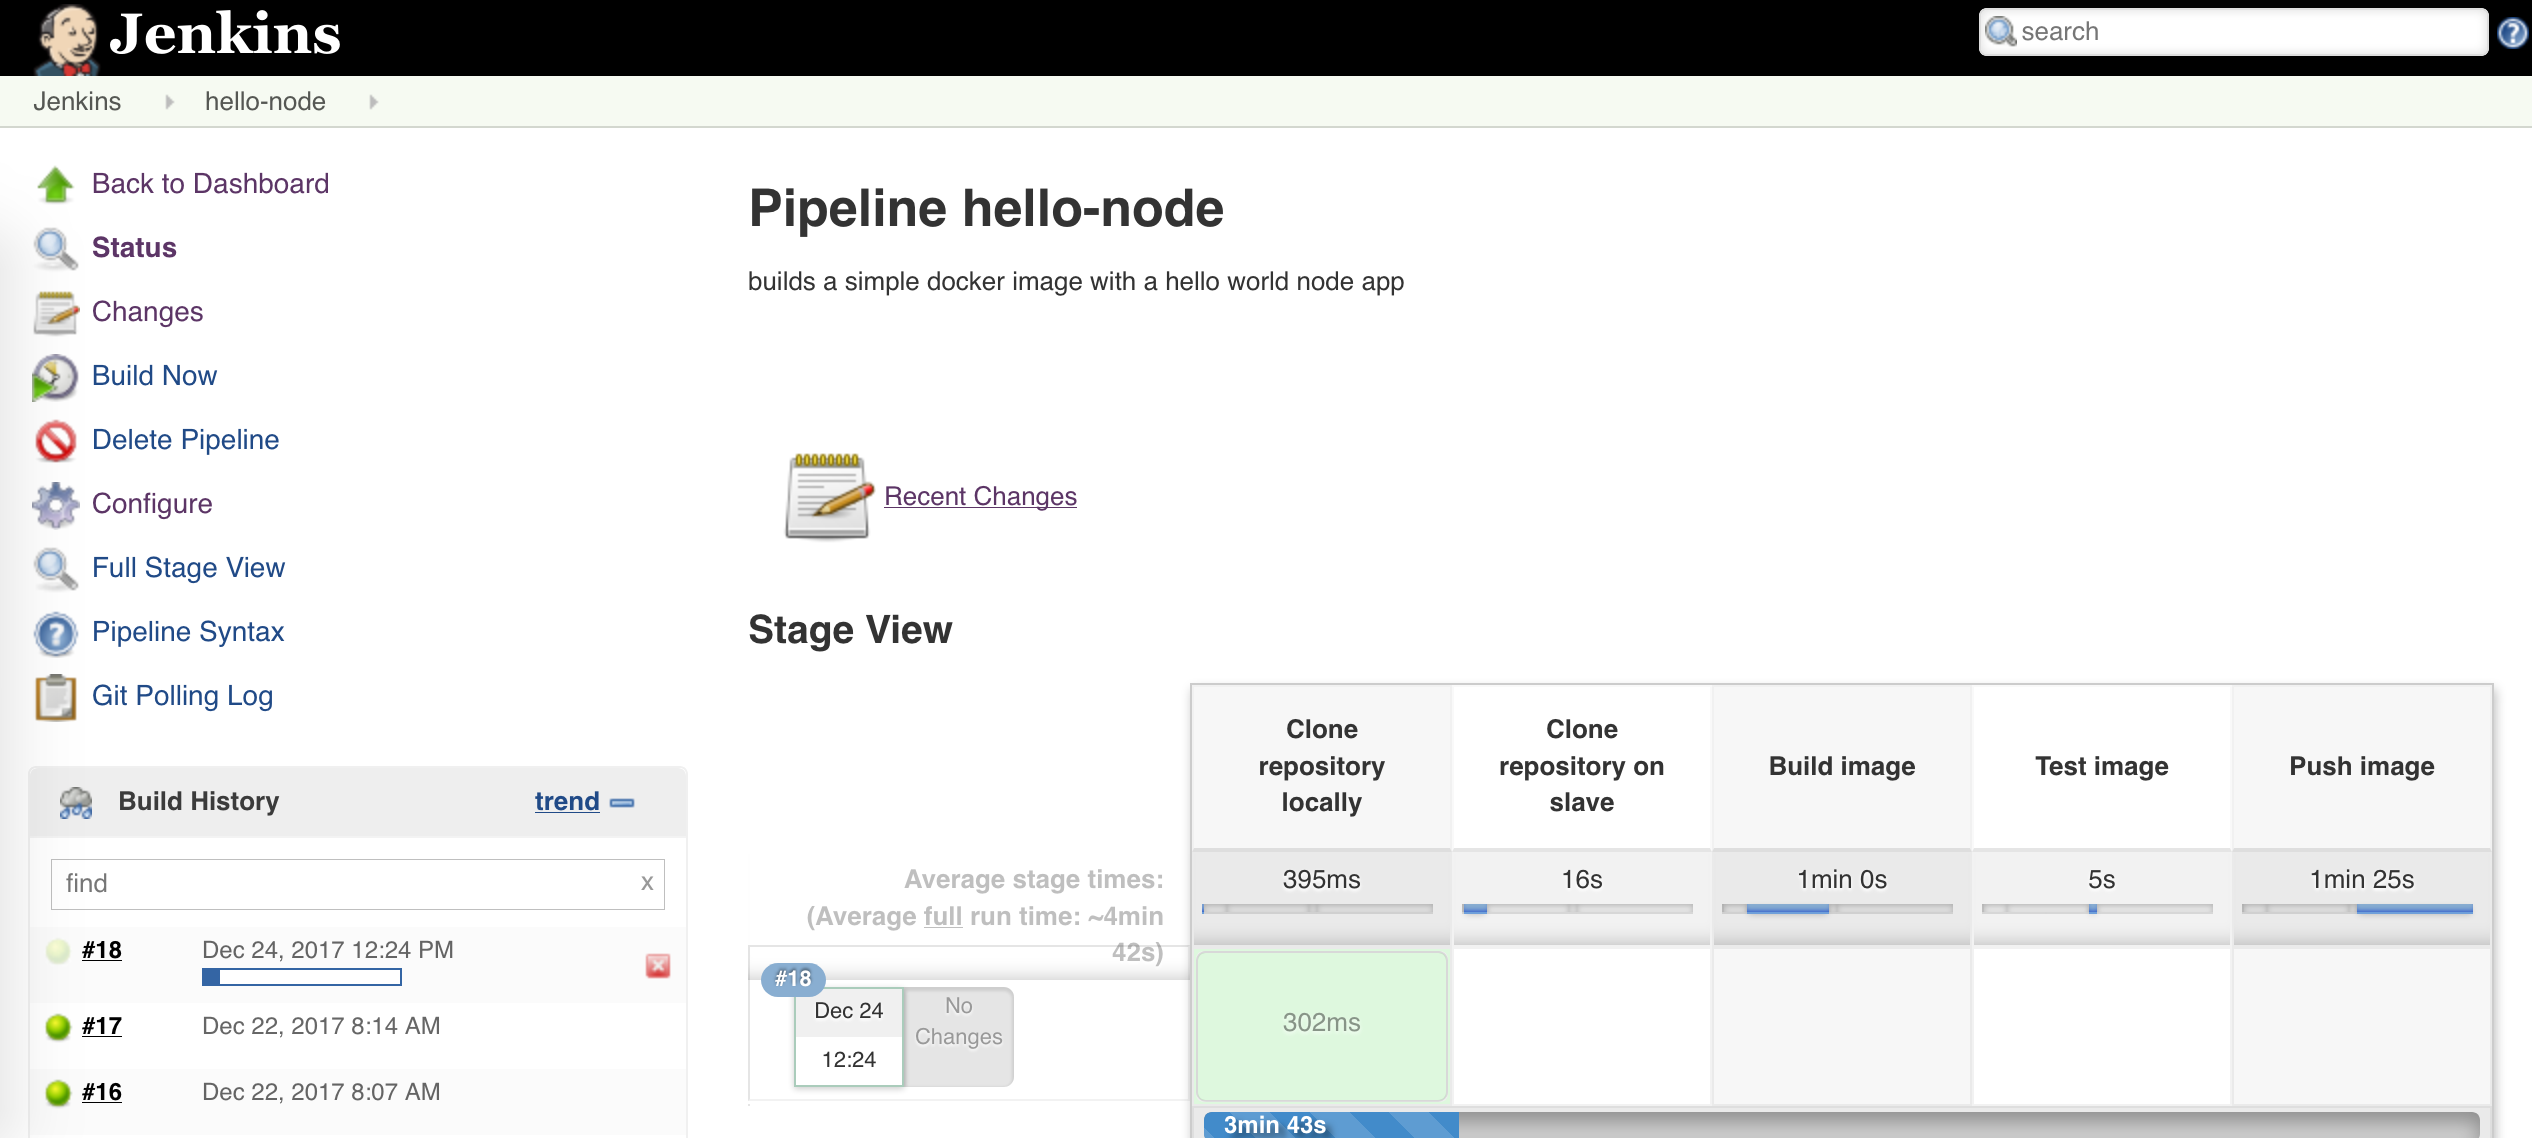 Jenkins
search
Jenkins
hello-node
Back to Dashboard
Status
Changes
Build Now
Delete Pipeline
Configure
Full Stage View
Pipeline Syntax
Git Polling Log
Build History
trend
find
x
#18
Dec 24, 2017 12:24 PM
#17
Dec 22, 2017 8:14 AM
#16
Dec 22, 2017 8:07 AM
Pipeline hello-node
builds a simple docker image with a hello world node app
Recent Changes
Stage View
Clone
repository
locally
Clone
repository on
slave
Build image
Test image
Push image
Average stage times:
(Average full run time: ~4min
42s)
395ms
16s
1min 0s
5s
1min 25s
#18
Dec 24
12:24
No
Changes
302ms
3min 43s